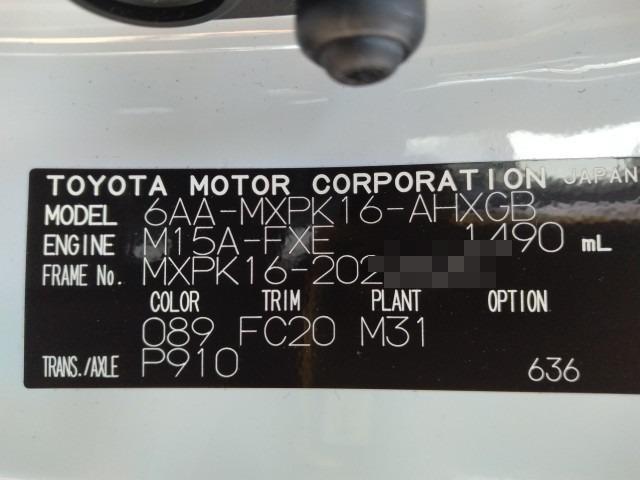 TOYOTA MOTOR CORPORATION JAPAN
MODEL 6AA-MXPK16-AHXGB
ENGINE M15A-FXE 1490 mL
FRAME No. MXPK16-202
COLOR TRIM PLANT OPTION
089 FC20 M31
TRANS./AXLE P910 636